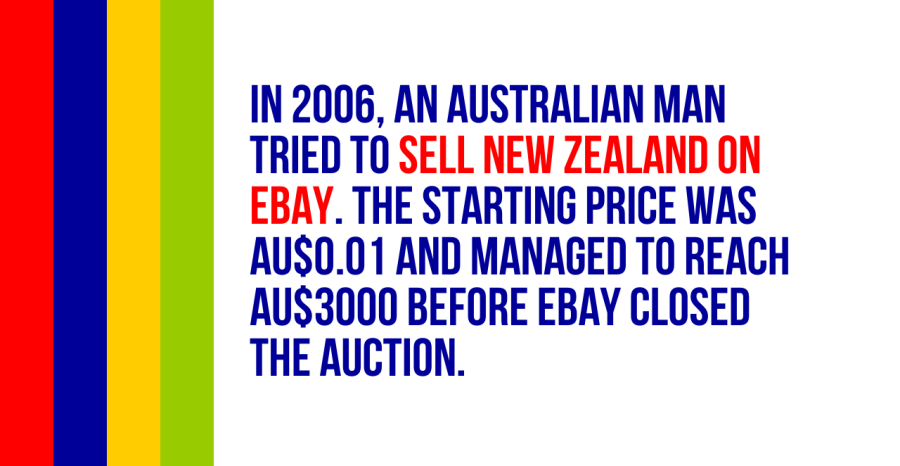 IN 2006, AN AUSTRALIAN MAN
TRIED TO SELL NEW ZEALAND ON
EBAY. THE STARTING PRICE WAS
AU$0.01 AND MANAGED TO REACH
AU$3000 BEFORE EBAY CLOSED
THE AUCTION.